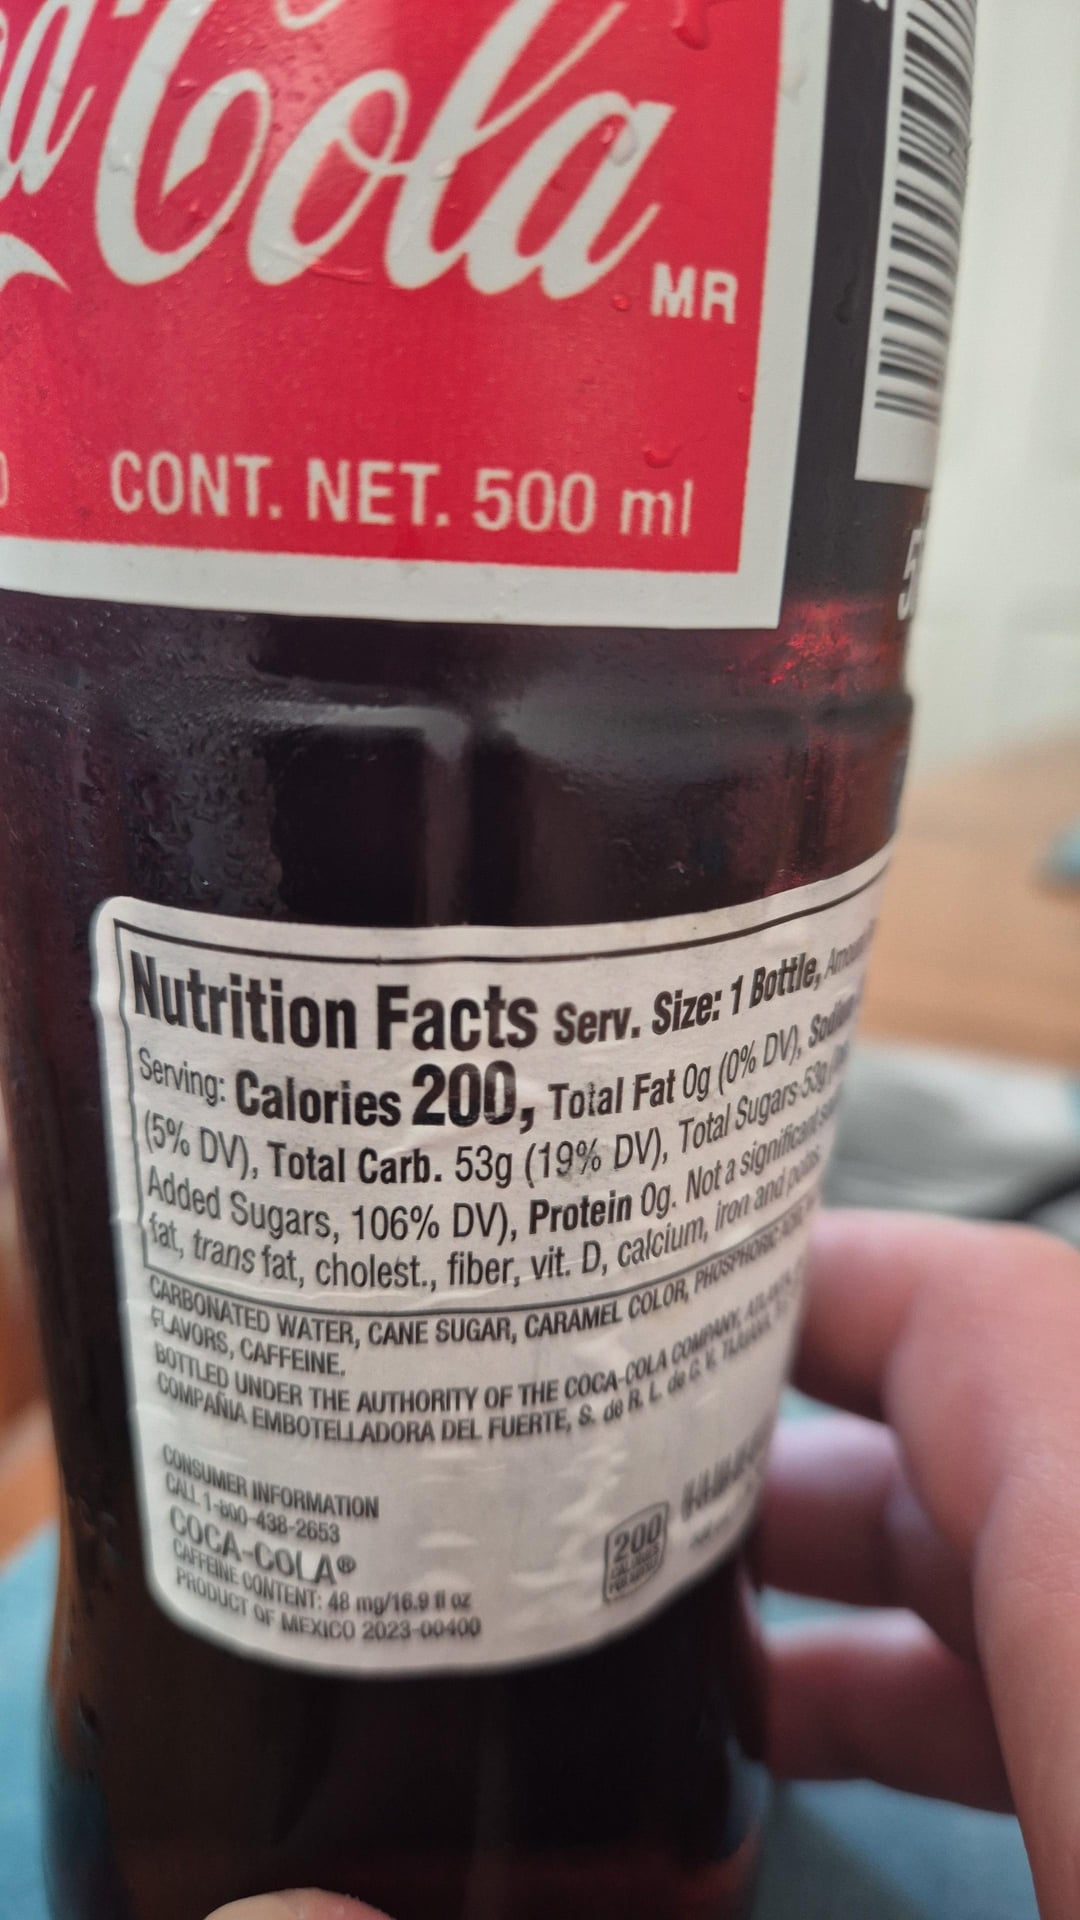 Cola
MR
CONT. NET. 500 ml
Nutrition Facts Serv. Size: 1 Bottle,
Serving: Calories 200, Total Fat 0g (0% DV), Sodium
(5% DV), Total Carb. 53g (19% DV), Total Sugars 53g
Added Sugars, 106% DV), Protein 0g. Not a significant
fat, trans fat, cholest., fiber, vit. D, calcium, iron and
CARBONATED WATER, CANE SUGAR, CARAMEL COLOR, PHOSPHORIC
FLAVORS, CAFFEINE.
BOTTLED UNDER THE AUTHORITY OF THE COCA-COLA COMPANY,
COMPAÑIA EMBOTELLADORA DEL FUERTE, S. de R. L. de C. V. TIJUANA,
CONSUMER INFORMATION
CALL 1-800-438-2653
COCA-COLA®
CAFFEINE CONTENT: 48 mg/16.9 fl oz
PRODUCT OF MEXICO 2023-00400
200